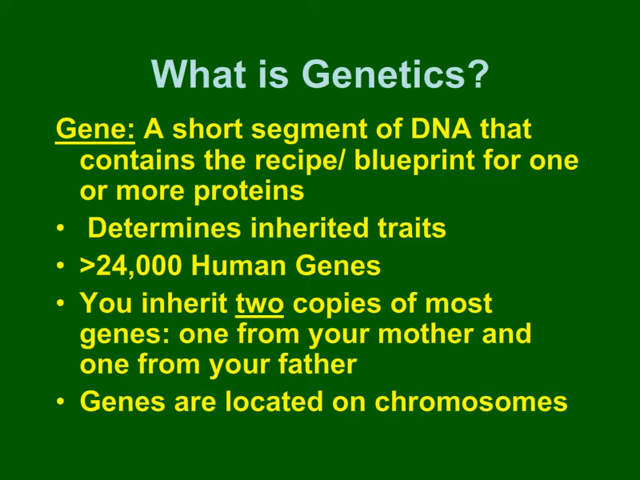 What is Genetics?
Gene: A short segment of DNA that
contains the recipe/ blueprint for one
or more proteins
• Determines inherited traits
• >24,000 Human Genes
• You inherit two copies of most
genes: one from your mother and
one from your father
• Genes are located on chromosomes